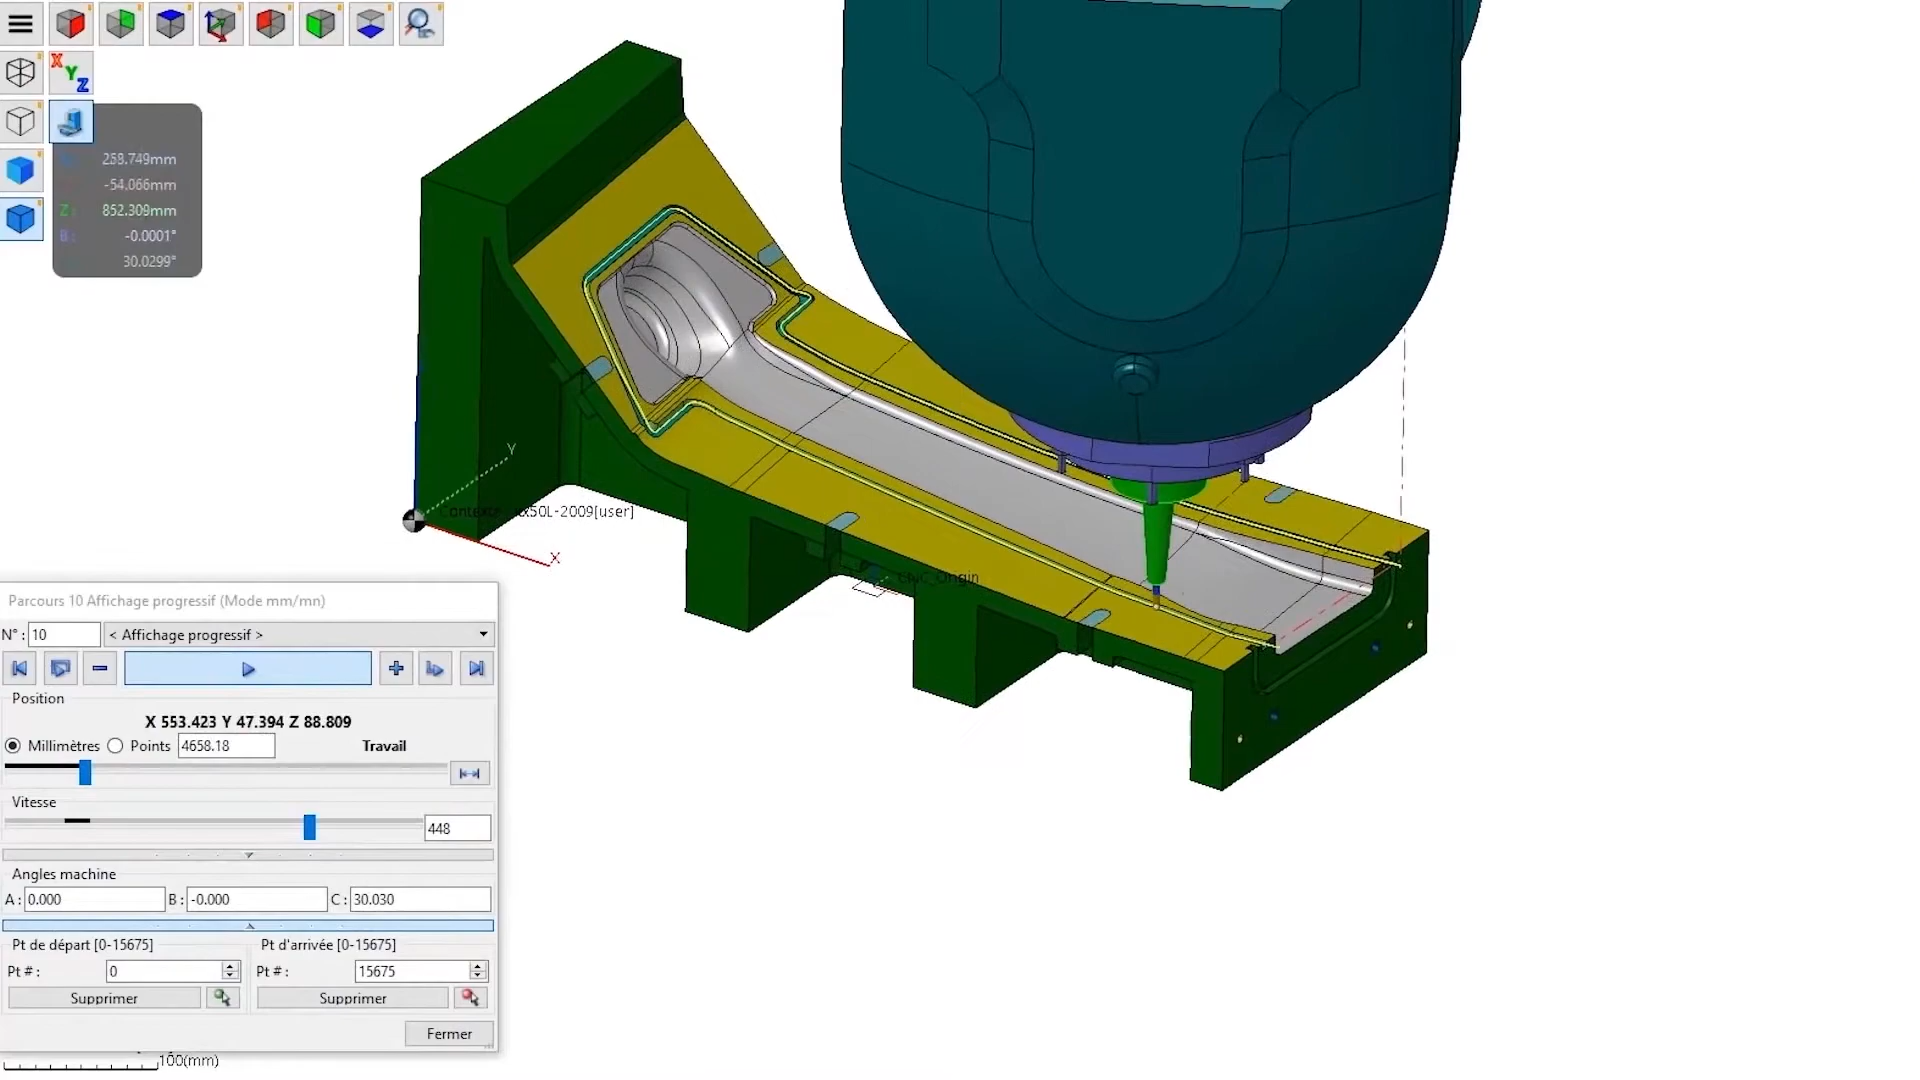 X
Y
Z
258.749mm
-54.066mm
Z: 852.309mm
B: -0.0001°
30.0299°
Y
[user]
X
CNC_Origin
Parcours 10 Affichage progressif (Mode mm/mn)
N° : 10 < Affichage progressif >
Position
X 553.423 Y 47.394 Z 88.809
Millimètres Points 4658.18 Travail
Vitesse
448
Angles machine
A : 0.000 B : -0.000 C : 30.030
Pt de départ [0-15675] Pt d'arrivée [0-15675]
Pt # : 0 Pt # : 15675
Supprimer Supprimer
Fermer
100(mm)